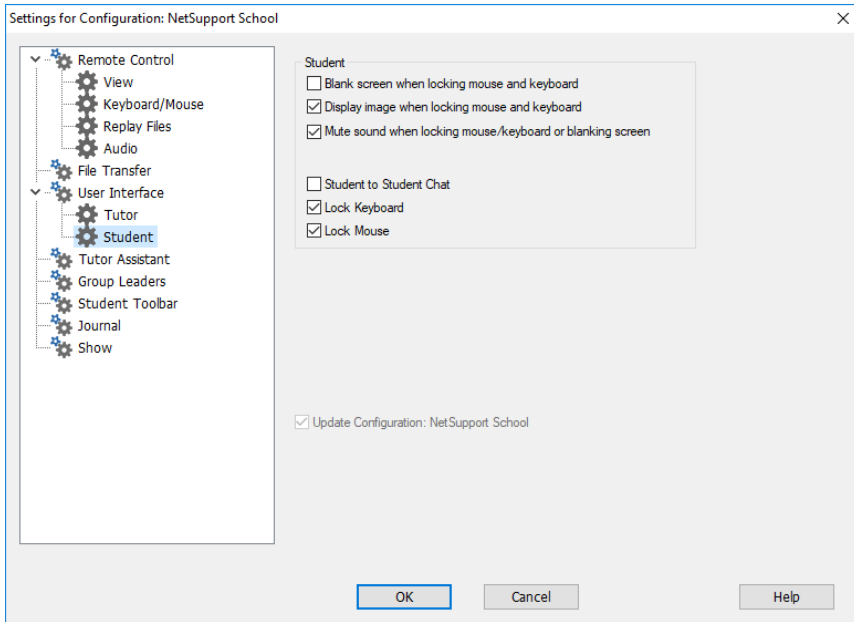 Settings for Configuration: NetSupport School
Remote Control
View
Keyboard/Mouse
Replay Files
Audio
File Transfer
User Interface
Tutor
Student
Tutor Assistant
Group Leaders
Student Toolbar
Journal
Show
Student
Blank screen when locking mouse and keyboard
Display image when locking mouse and keyboard
Mute sound when locking mouse/keyboard or blanking screen
Student to Student Chat
Lock Keyboard
Lock Mouse
Update Configuration: NetSupport School
OK Cancel Help